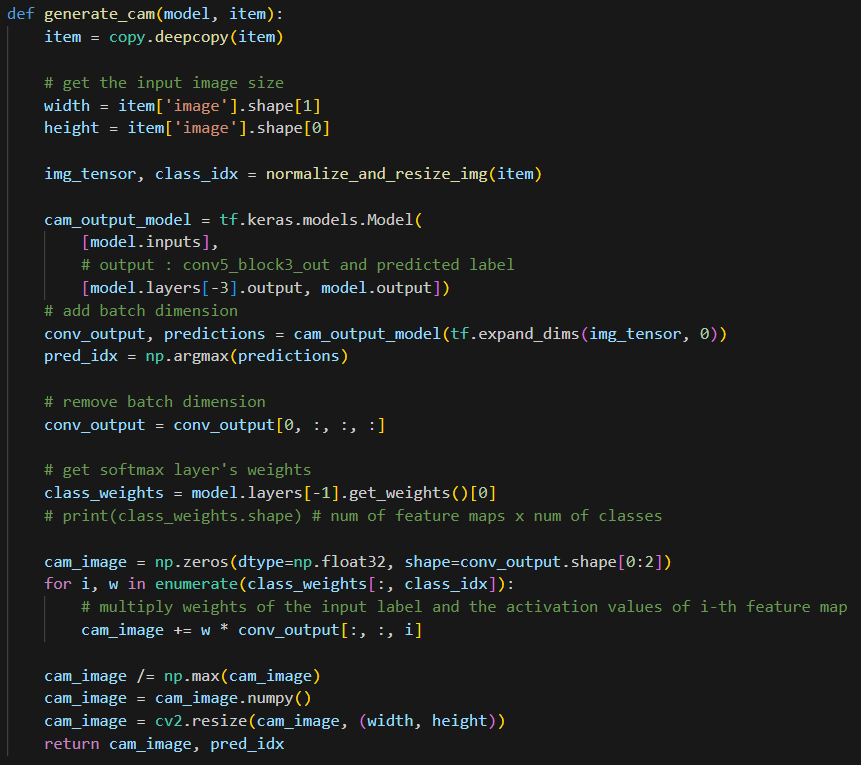 def generate_cam(model, item):
    item = copy.deepcopy(item)

    # get the input image size
    width = item['image'].shape[1]
    height = item['image'].shape[0]

    img_tensor, class_idx = normalize_and_resize_img(item)

    cam_output_model = tf.keras.models.Model(
        [model.inputs],
        # output : conv5_block3_out and predicted label
        [model.layers[-3].output, model.output])
    # add batch dimension
    conv_output, predictions = cam_output_model(tf.expand_dims(img_tensor, 0))
    pred_idx = np.argmax(predictions)

    # remove batch dimension
    conv_output = conv_output[0, :, :, :]

    # get softmax layer's weights
    class_weights = model.layers[-1].get_weights()[0]
    # print(class_weights.shape) # num of feature maps x num of classes

    cam_image = np.zeros(dtype=np.float32, shape=conv_output.shape[0:2])
    for i, w in enumerate(class_weights[:, class_idx]):
        # multiply weights of the input label and the activation values of i-th feature map
        cam_image += w * conv_output[:, :, i]

    cam_image /= np.max(cam_image)
    cam_image = cam_image.numpy()
    cam_image = cv2.resize(cam_image, (width, height))
    return cam_image, pred_idx